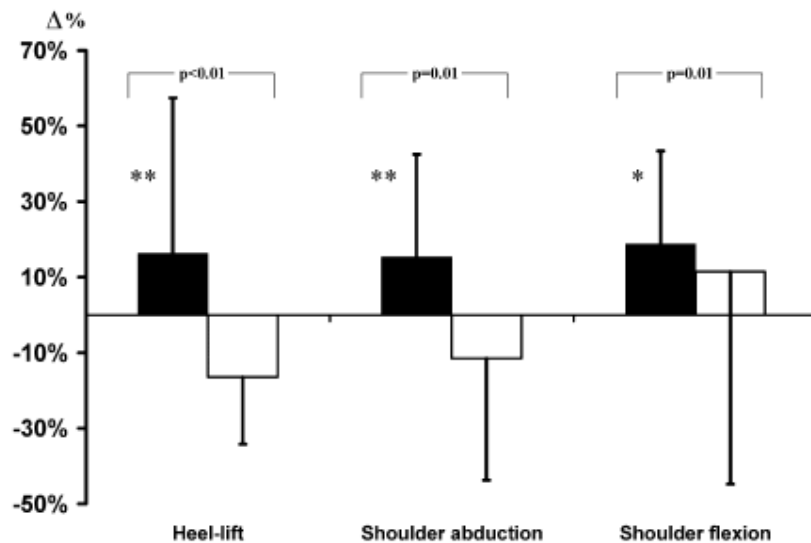 Δ%
70%
50%
30%
10%
-10%
-30%
-50%
p<0.01
p=0.01
p=0.01
**
**
*
Heel-lift
Shoulder abduction
Shoulder flexion